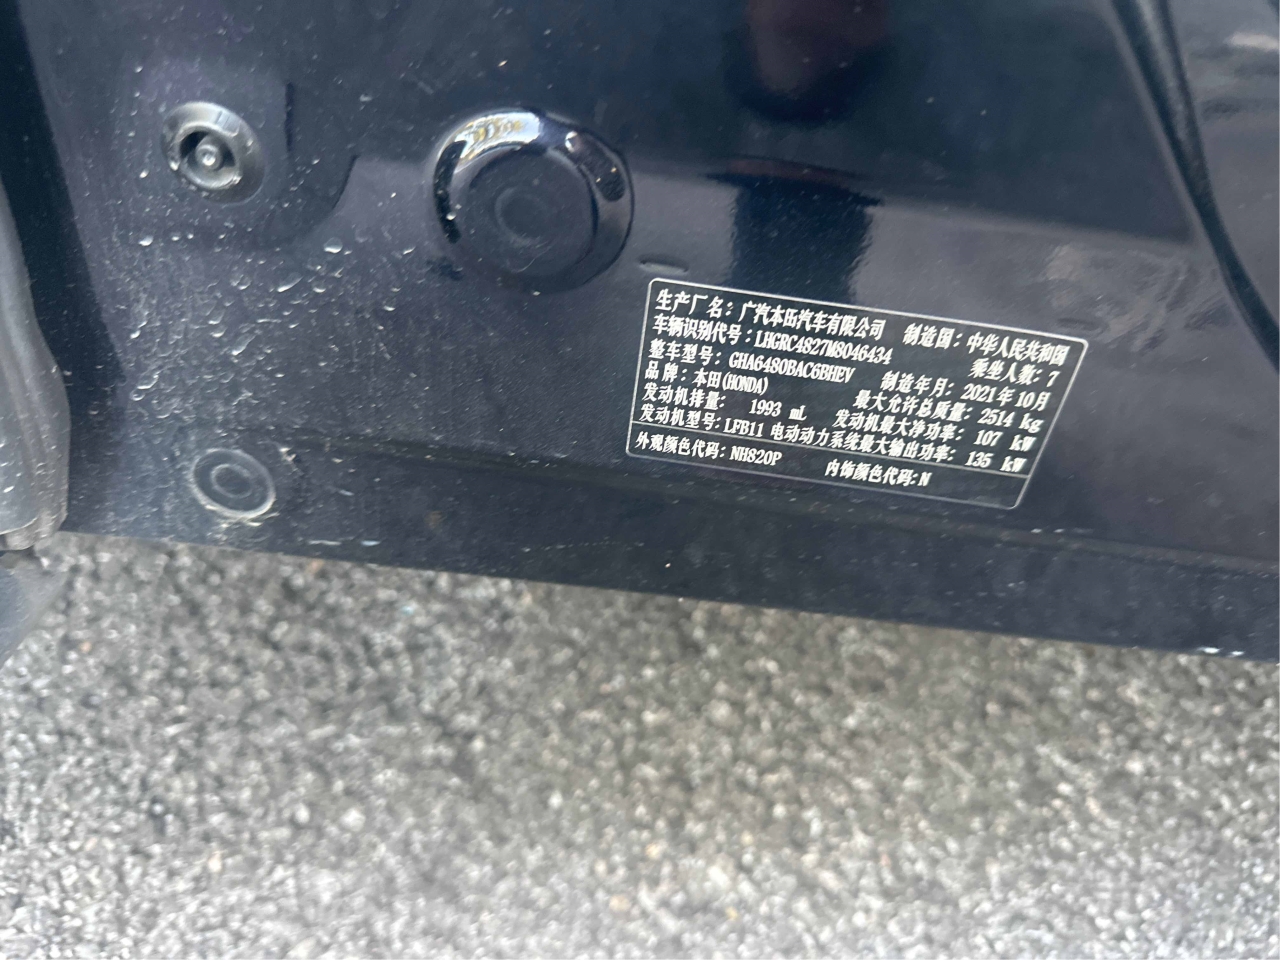 生产厂名：广汽本田汽车有限公司 制造国：中华人民共和国
车辆识别代号：LHGRC4827M8046434 乘坐人数：7
整车型号：GHA6480BAC6BHEV 制造年月：2021年10月
品牌：本田(HONDA) 最大允许总质量：2514 kg
发动机排量： 1993 mL 发动机最大净功率：107 kW
发动机型号：LFB11 电动动力系统最大输出功率：135 kW
外观颜色代码：NH820P 内饰颜色代码：N